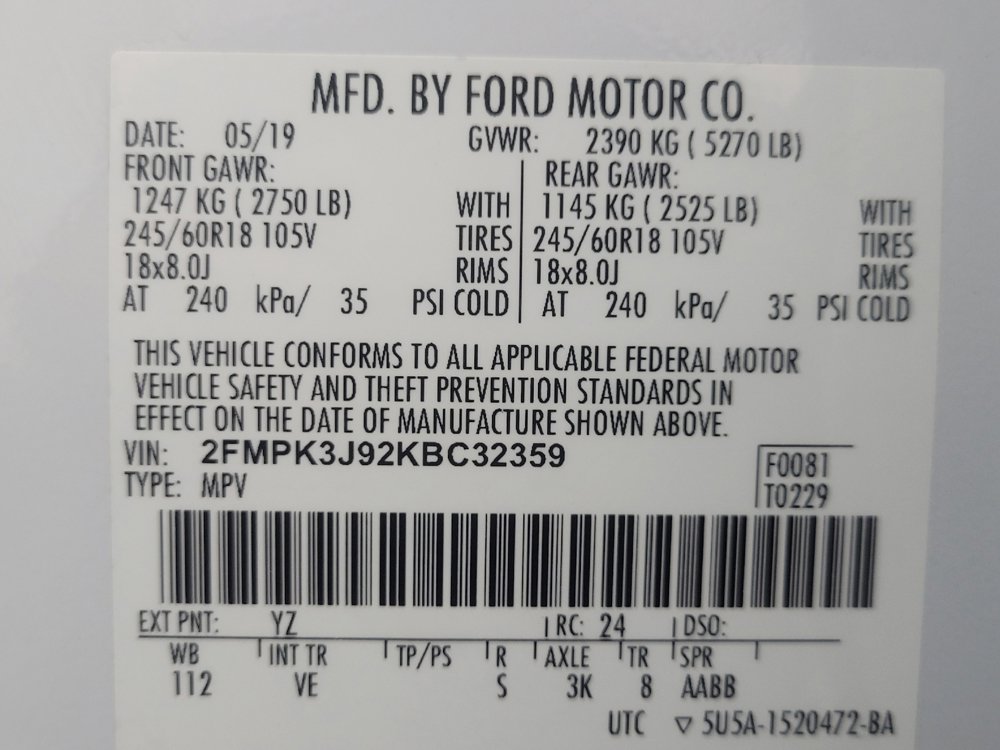 MFD. BY FORD MOTOR CO.
DATE: 05/19 GVWR: 2390 KG ( 5270 LB)
FRONT GAWR: REAR GAWR:
1247 KG ( 2750 LB) WITH 1145 KG ( 2525 LB) WITH
245/60R18 105V TIRES 245/60R18 105V TIRES
18x8.0J RIMS 18x8.0J RIMS
AT 240 kPa/ 35 PSI COLD AT 240 kPa/ 35 PSI COLD
THIS VEHICLE CONFORMS TO ALL APPLICABLE FEDERAL MOTOR
VEHICLE SAFETY AND THEFT PREVENTION STANDARDS IN
EFFECT ON THE DATE OF MANUFACTURE SHOWN ABOVE.
VIN: 2FMPK3J92KBC32359 F0081
TYPE: MPV T0229
EXT PNT: YZ RC: 24 DSO:
WB INT TR TP/PS R AXLE TR SPR
112 VE S 3K 8 AABB
UTC ▽ 5U5A-1520472-BA